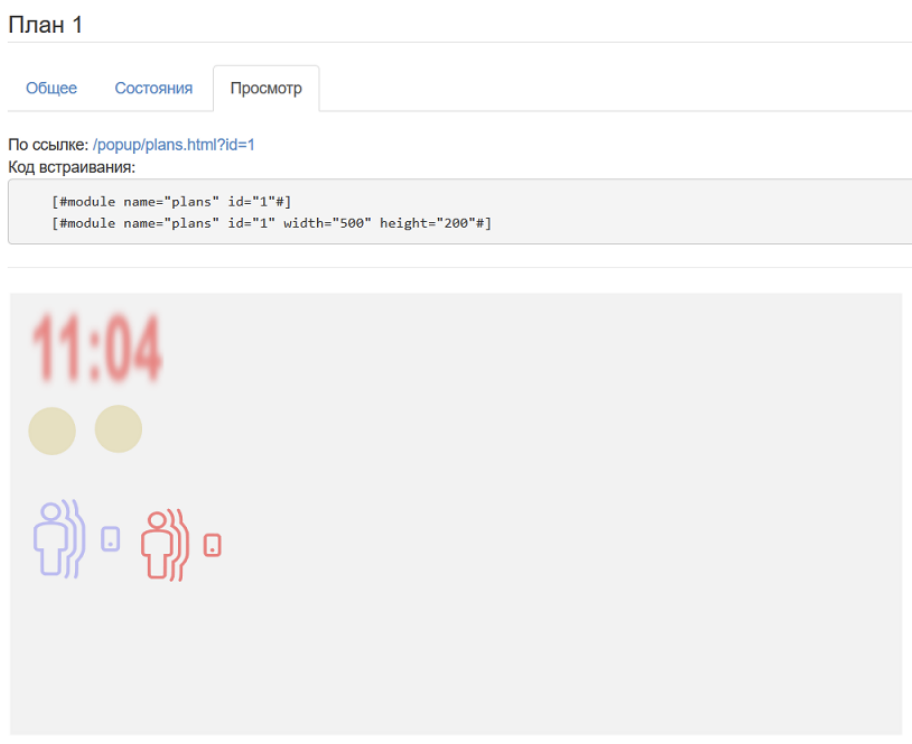 План 1
Общее Состояния Просмотр
По ссылке: /popup/plans.html?id=1
Код встраивания:
[#module name="plans" id="1"#]
[#module name="plans" id="1" width="500" height="200"#]
11:04